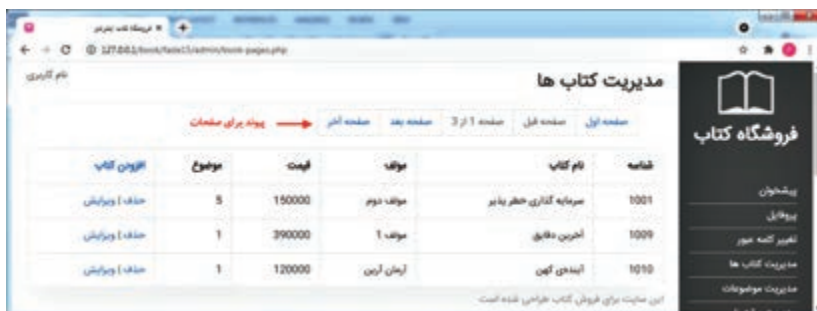 فروشگاه کتاب اینترنتی
127.0.0.1/book/fasle13/admin/book-pages.php
مدیریت کتاب ها
نام کاربری
صفحه اول صفحه قبل صفحه 1 از 3 صفحه بعد صفحه آخر پیوند برای صفحات
شناسه نام کتاب مولف قیمت موضوع افزودن کتاب
1001 سرمایه گذاری خطر پذیر مولف دوم 150000 5 حذف | ویرایش
1009 آخرین دقایق مولف 1 390000 1 حذف | ویرایش
1010 آینده‌ی کهن آرمان آرین 120000 1 حذف | ویرایش
این سایت برای فروش کتاب طراحی شده است
فروشگاه کتاب
پیشخوان
پروفایل
تغییر کلمه عبور
مدیریت کتاب ها
مدیریت موضوعات